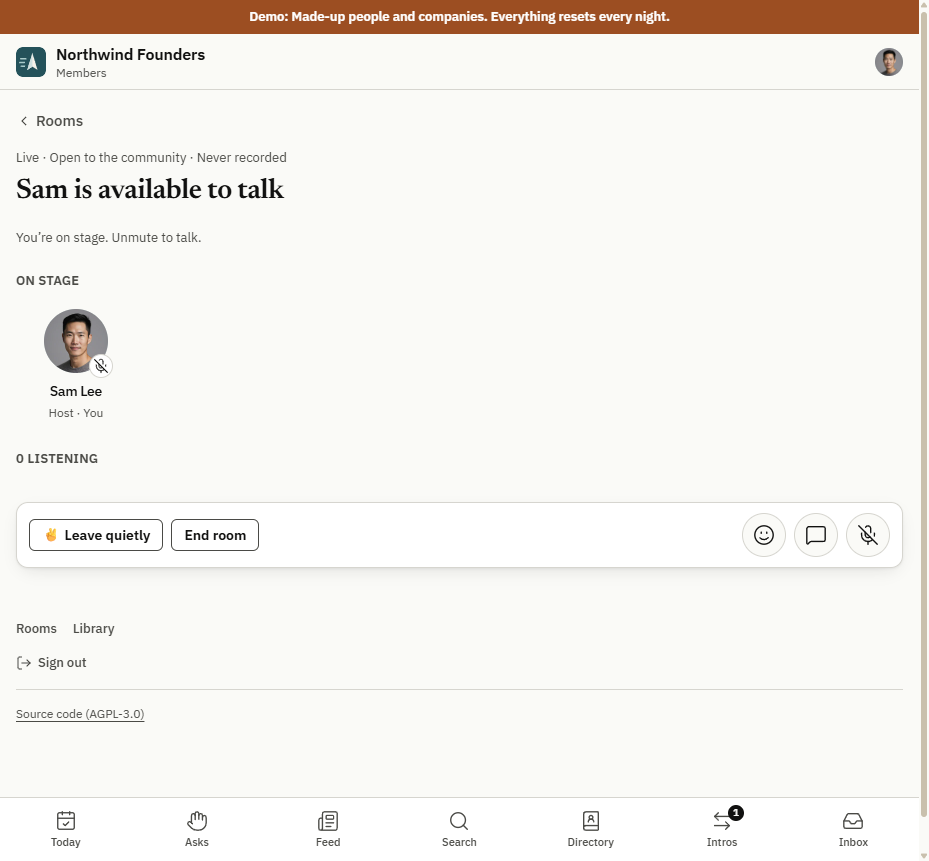 Demo: Made-up people and companies. Everything resets every night.
Northwind Founders
Members
Rooms
Live · Open to the community · Never recorded
Sam is available to talk
You’re on stage. Unmute to talk.
ON STAGE
Sam Lee
Host · You
0 LISTENING
✌️ Leave quietly
End room
Rooms
Library
Sign out
Source code (AGPL-3.0)
1
Today
Asks
Feed
Search
Directory
Intros
Inbox